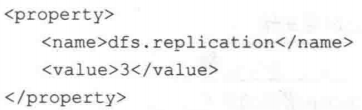 <property>
<name>dfs.replication</name>
<value>3</value>
</property>